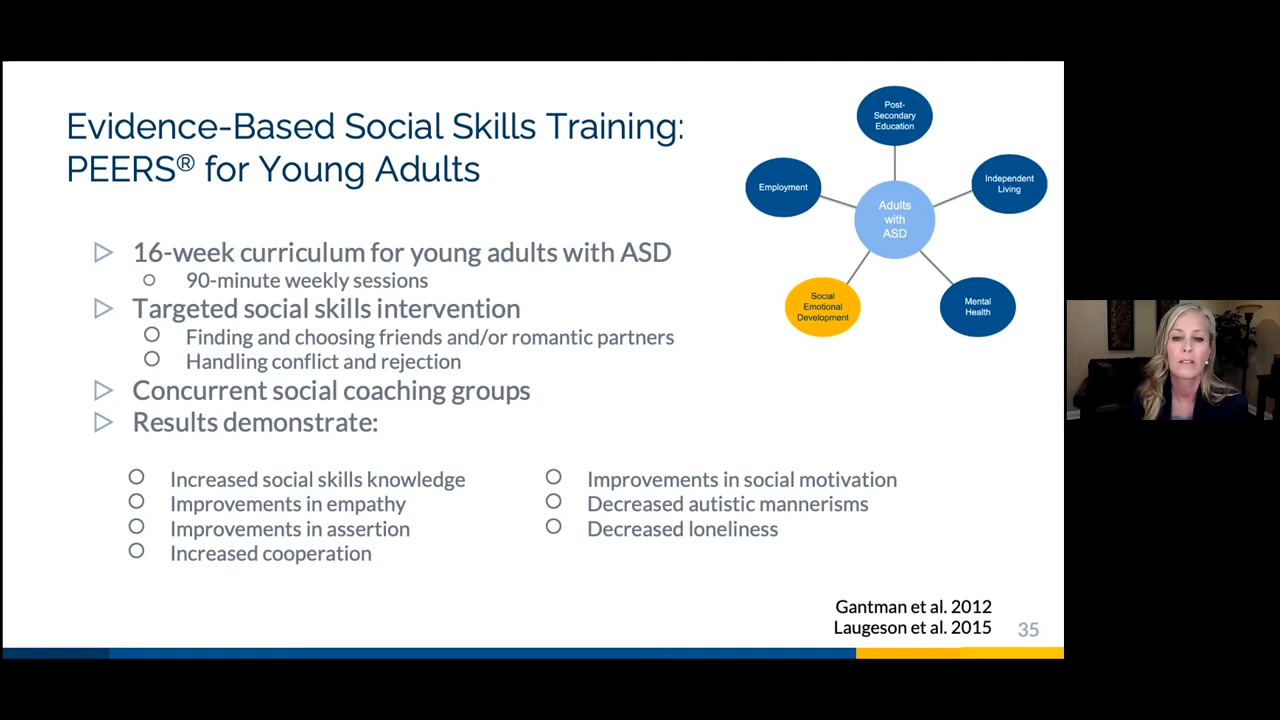 Evidence-Based Social Skills Training:
PEERS® for Young Adults
16-week curriculum for young adults with ASD
90-minute weekly sessions
Targeted social skills intervention
Finding and choosing friends and/or romantic partners
Handling conflict and rejection
Concurrent social coaching groups
Results demonstrate:
Increased social skills knowledge
Improvements in empathy
Improvements in assertion
Increased cooperation
Improvements in social motivation
Decreased autistic mannerisms
Decreased loneliness
Post-
Secondary
Education
Employment
Independent
Living
Adults
with
ASD
Social
Emotional
Development
Mental
Health
Gantman et al. 2012
Laugeson et al. 2015
35